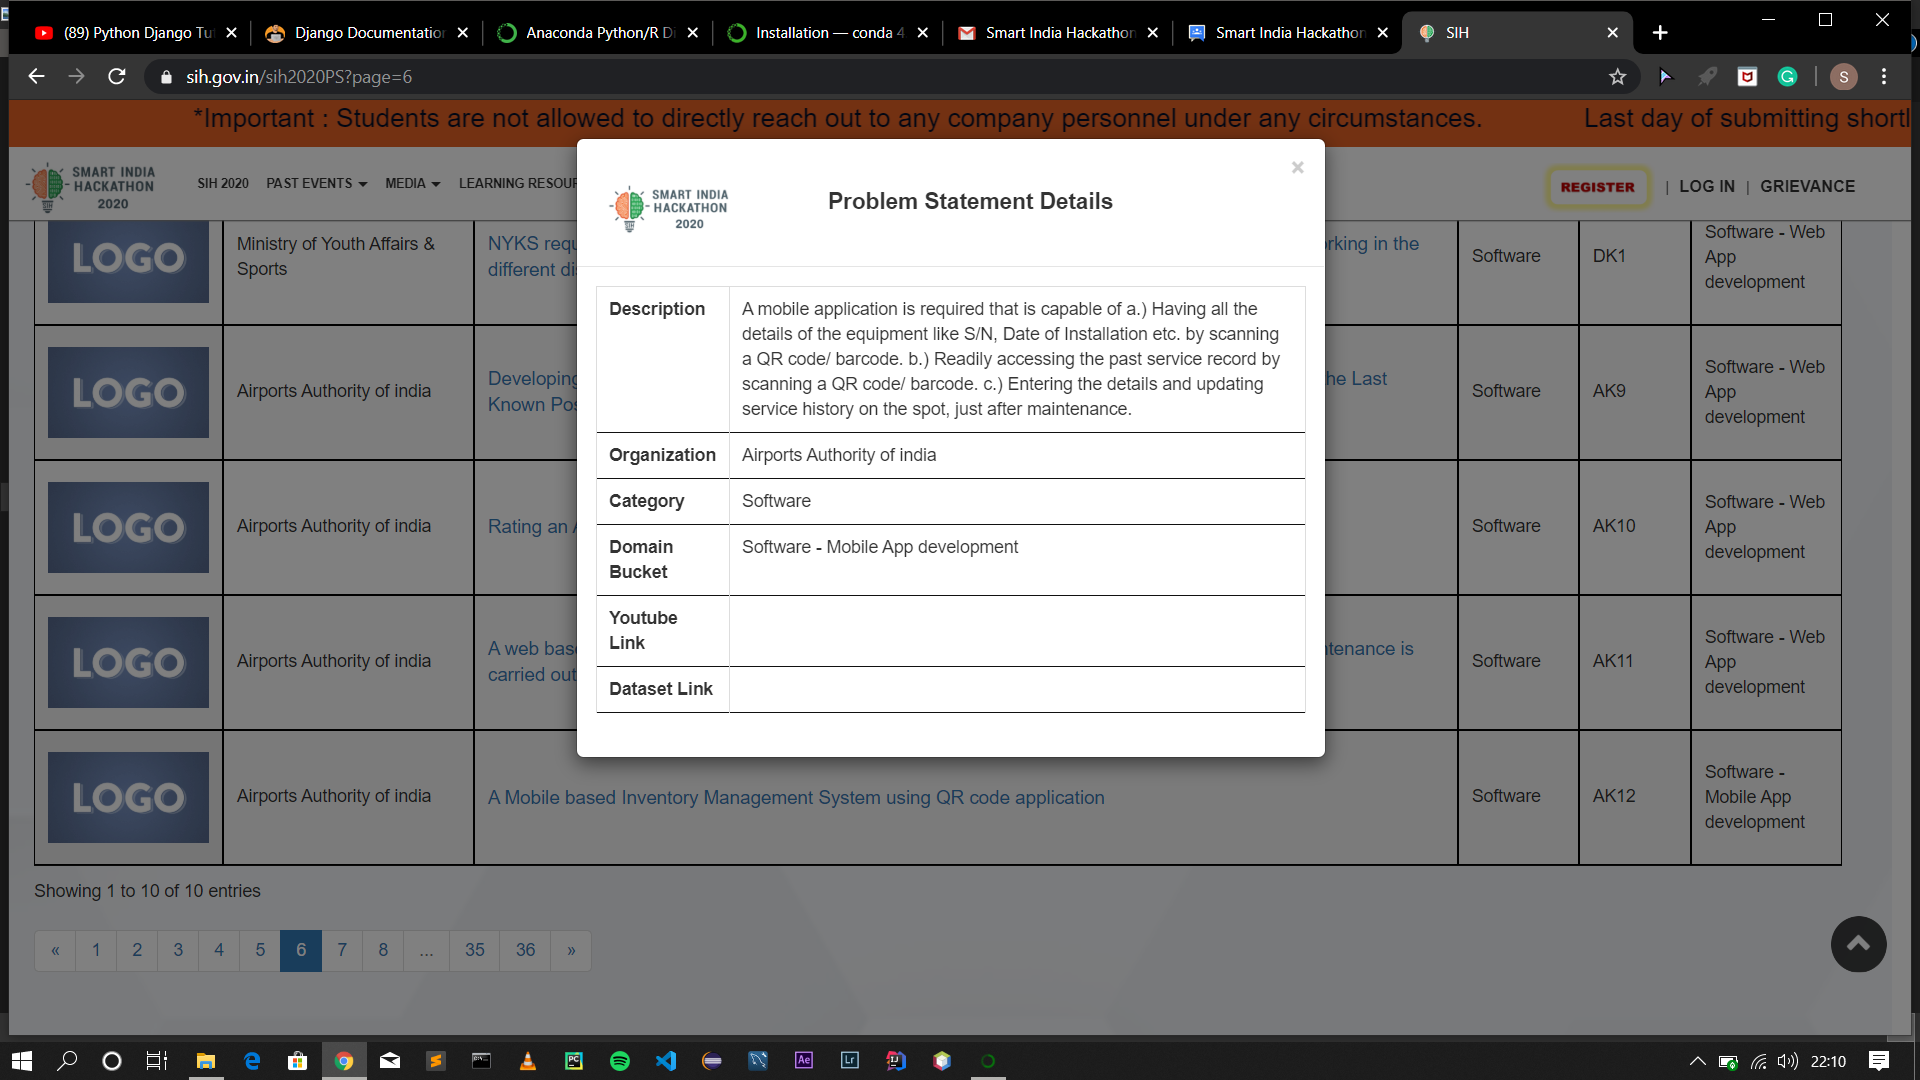 (89) Python Django Tu
Django Documentation
Anaconda Python/R Di
Installation — conda 4
Smart India Hackathon
Smart India Hackathon
SIH
sih.gov.in/sih2020PS?page=6
S
*Important : Students are not allowed to directly reach out to any company personnel under any circumstances. Last day of submitting shortl
SMART INDIA
HACKATHON
2020
SIH 2020 PAST EVENTS MEDIA LEARNING RESOUR
REGISTER | LOG IN | GRIEVANCE
×
SMART INDIA
HACKATHON
2020
Problem Statement Details
Description
A mobile application is required that is capable of a.) Having all the
details of the equipment like S/N, Date of Installation etc. by scanning
a QR code/ barcode. b.) Readily accessing the past service record by
scanning a QR code/ barcode. c.) Entering the details and updating
service history on the spot, just after maintenance.
Organization Airports Authority of india
Category Software
Domain
Bucket
Software - Mobile App development
Youtube
Link
Dataset Link
LOGO
Ministry of Youth Affairs &
Sports
NYKS requ
different di
rking in the
Software
DK1
Software - Web
App
development
LOGO
Airports Authority of india
Developing
Known Pos
he Last
Software
AK9
Software - Web
App
development
LOGO
Airports Authority of india
Rating an A
Software
AK10
Software - Web
App
development
LOGO
Airports Authority of india
A web bas
carried out
ntenance is
Software
AK11
Software - Web
App
development
LOGO
Airports Authority of india
A Mobile based Inventory Management System using QR code application
Software
AK12
Software -
Mobile App
development
Showing 1 to 10 of 10 entries
« 1 2 3 4 5 6 7 8 ... 35 36 »
PC
Ae
Lr
IJ
22:10